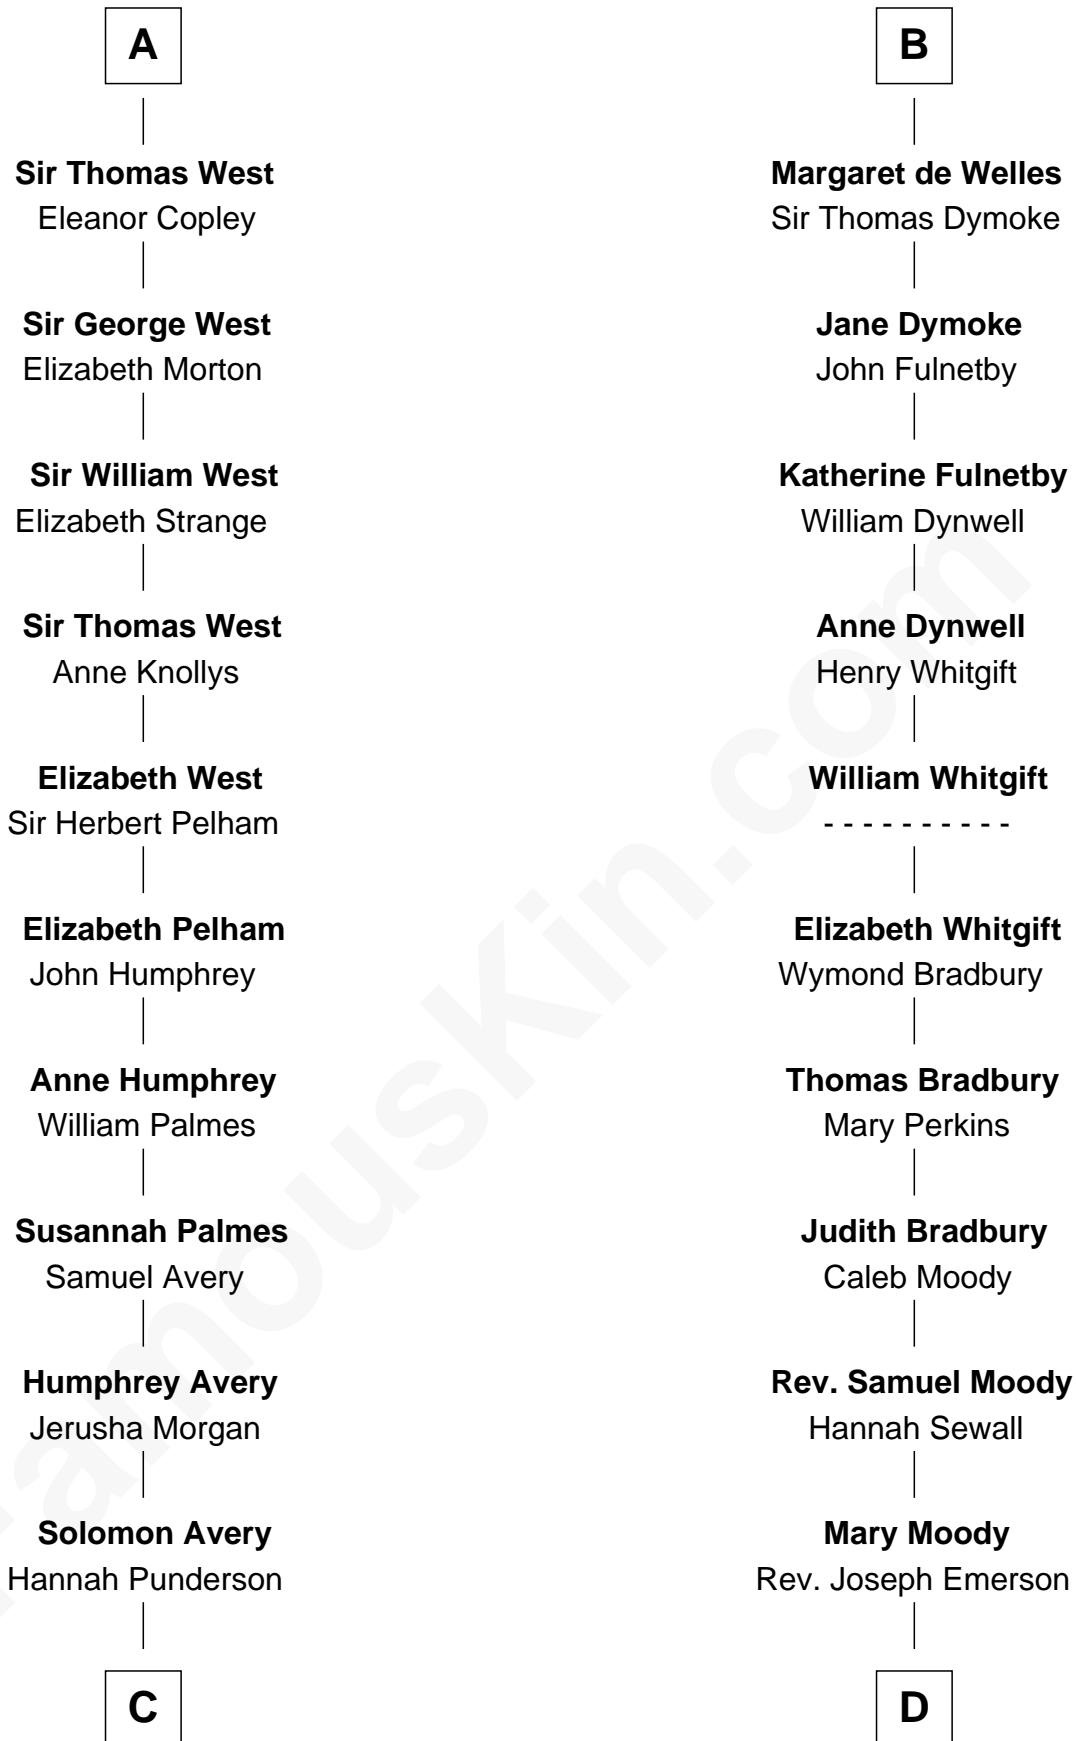 A
Sir Thomas West
Eleanor Copley
Sir George West
Elizabeth Morton
Sir William West
Elizabeth Strange
Sir Thomas West
Anne Knollys
Elizabeth West
Sir Herbert Pelham
Elizabeth Pelham
John Humphrey
Anne Humphrey
William Palmes
Susannah Palmes
Samuel Avery
Humphrey Avery
Jerusha Morgan
Solomon Avery
Hannah Punderson
C
B
Margaret de Welles
Sir Thomas Dymoke
Jane Dymoke
John Fulnetby
Katherine Fulnetby
William Dynwell
Anne Dynwell
Henry Whitgift
William Whitgift
- - - - - - - - - -
Elizabeth Whitgift
Wymond Bradbury
Thomas Bradbury
Mary Perkins
Judith Bradbury
Caleb Moody
Rev. Samuel Moody
Hannah Sewall
Mary Moody
Rev. Joseph Emerson
D
FamousKin.com